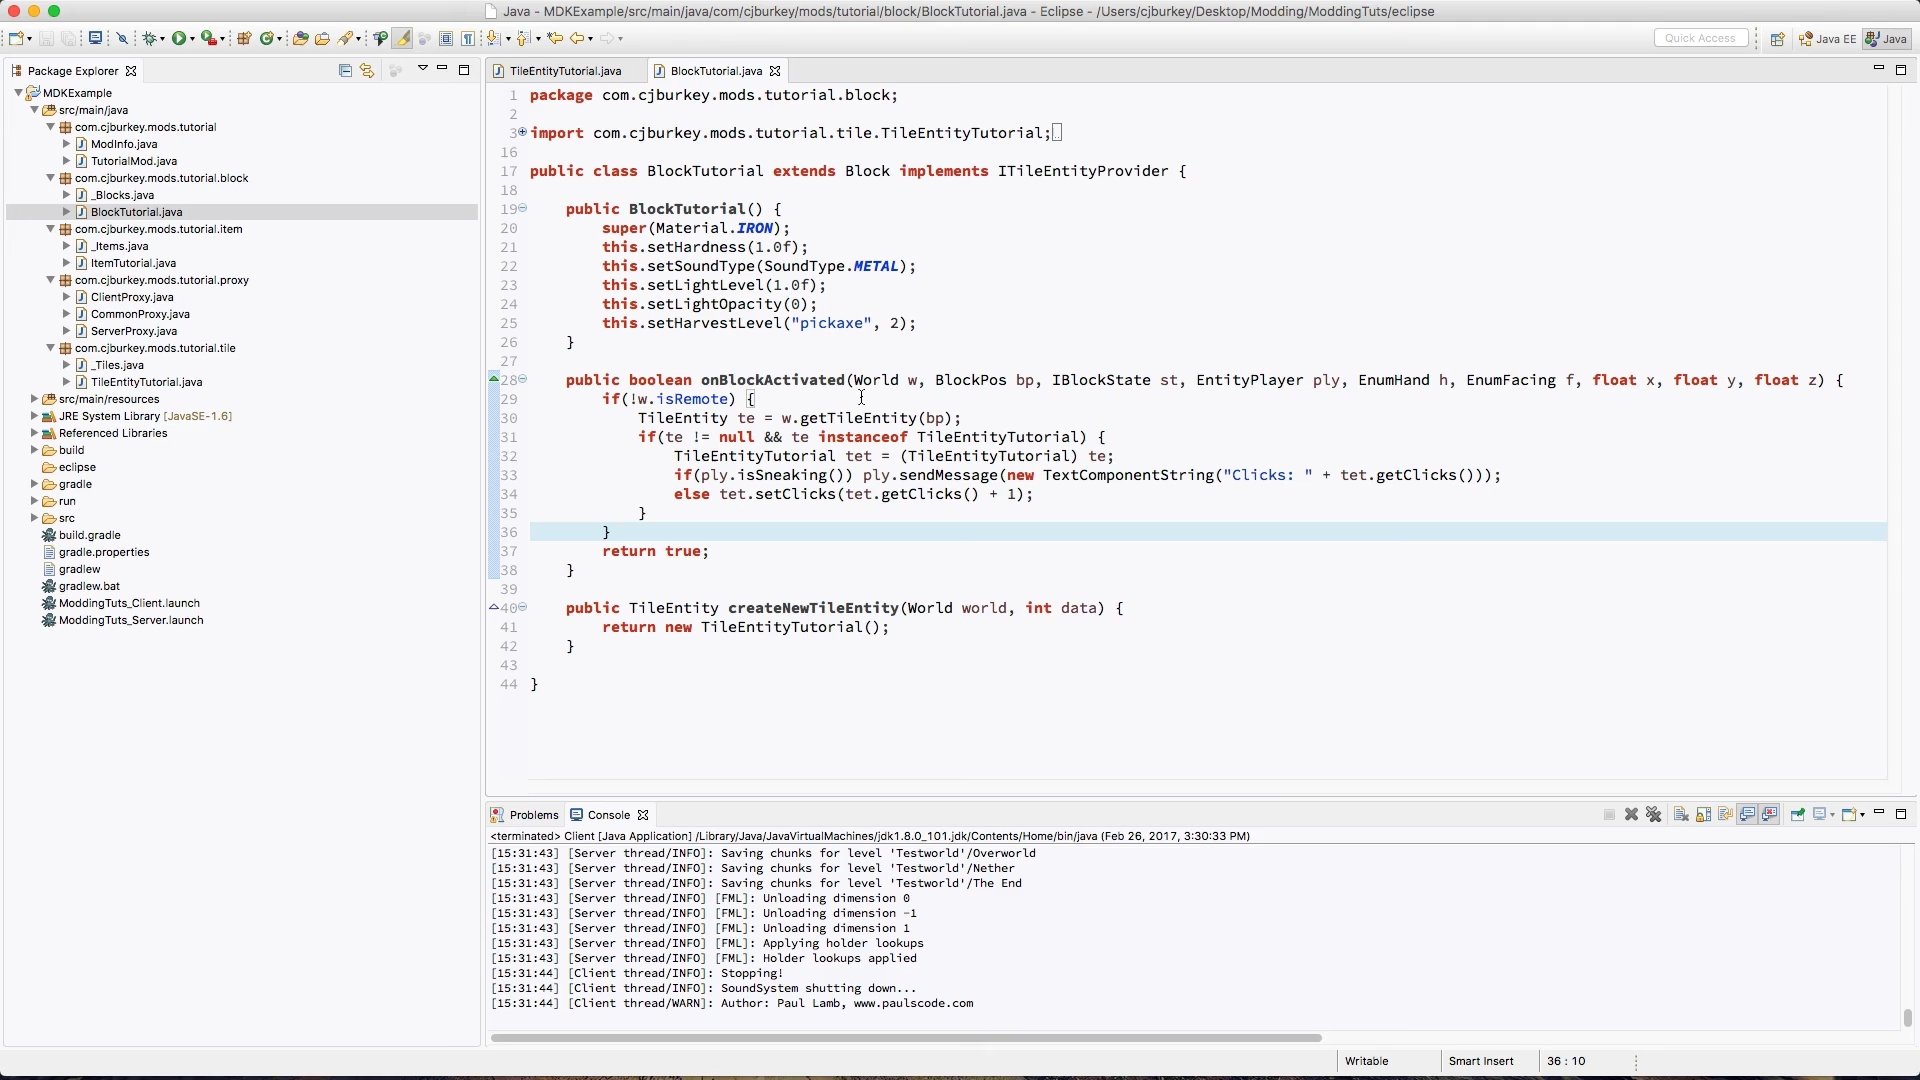 Java - MDKExample/src/main/java/com/cjburkey/mods/tutorial/block/BlockTutorial.java - Eclipse - /Users/cjburkey/Desktop/Modding/ModdingTuts/eclipse
Quick Access
Java EE
Java
Package Explorer
MDKExample
src/main/java
com.cjburkey.mods.tutorial
ModInfo.java
TutorialMod.java
com.cjburkey.mods.tutorial.block
_Blocks.java
BlockTutorial.java
com.cjburkey.mods.tutorial.item
_Items.java
ItemTutorial.java
com.cjburkey.mods.tutorial.proxy
ClientProxy.java
CommonProxy.java
ServerProxy.java
com.cjburkey.mods.tutorial.tile
_Tiles.java
TileEntityTutorial.java
src/main/resources
JRE System Library [JavaSE-1.6]
Referenced Libraries
build
eclipse
gradle
run
src
build.gradle
gradle.properties
gradlew
gradlew.bat
ModdingTuts_Client.launch
ModdingTuts_Server.launch
TileEntityTutorial.java
BlockTutorial.java
1 package com.cjburkey.mods.tutorial.block;
2
3 import com.cjburkey.mods.tutorial.tile.TileEntityTutorial;
16
17 public class BlockTutorial extends Block implements ITileEntityProvider {
18
19 public BlockTutorial() {
20 super(Material.IRON);
21 this.setHardness(1.0f);
22 this.setSoundType(SoundType.METAL);
23 this.setLightLevel(1.0f);
24 this.setLightOpacity(0);
25 this.setHarvestLevel("pickaxe", 2);
26 }
27
28 public boolean onBlockActivated(World w, BlockPos bp, IBlockState st, EntityPlayer ply, EnumHand h, EnumFacing f, float x, float y, float z) {
29 if(!w.isRemote) {
30 TileEntity te = w.getTileEntity(bp);
31 if(te != null && te instanceof TileEntityTutorial) {
32 TileEntityTutorial tet = (TileEntityTutorial) te;
33 if(ply.isSneaking()) ply.sendMessage(new TextComponentString("Clicks: " + tet.getClicks()));
34 else tet.setClicks(tet.getClicks() + 1);
35 }
36 }
37 return true;
38 }
39
40 public TileEntity createNewTileEntity(World world, int data) {
41 return new TileEntityTutorial();
42 }
43
44 }
Problems
Console
<terminated> Client [Java Application] /Library/Java/JavaVirtualMachines/jdk1.8.0_101.jdk/Contents/Home/bin/java (Feb 26, 2017, 3:30:33 PM)
[15:31:43] [Server thread/INFO]: Saving chunks for level 'Testworld'/Overworld
[15:31:43] [Server thread/INFO]: Saving chunks for level 'Testworld'/Nether
[15:31:43] [Server thread/INFO]: Saving chunks for level 'Testworld'/The End
[15:31:43] [Server thread/INFO] [FML]: Unloading dimension 0
[15:31:43] [Server thread/INFO] [FML]: Unloading dimension -1
[15:31:43] [Server thread/INFO] [FML]: Unloading dimension 1
[15:31:43] [Server thread/INFO] [FML]: Applying holder lookups
[15:31:43] [Server thread/INFO] [FML]: Holder lookups applied
[15:31:44] [Client thread/INFO]: Stopping!
[15:31:44] [Client thread/INFO]: SoundSystem shutting down...
[15:31:44] [Client thread/WARN]: Author: Paul Lamb, www.paulscode.com
Writable
Smart Insert
36 : 10